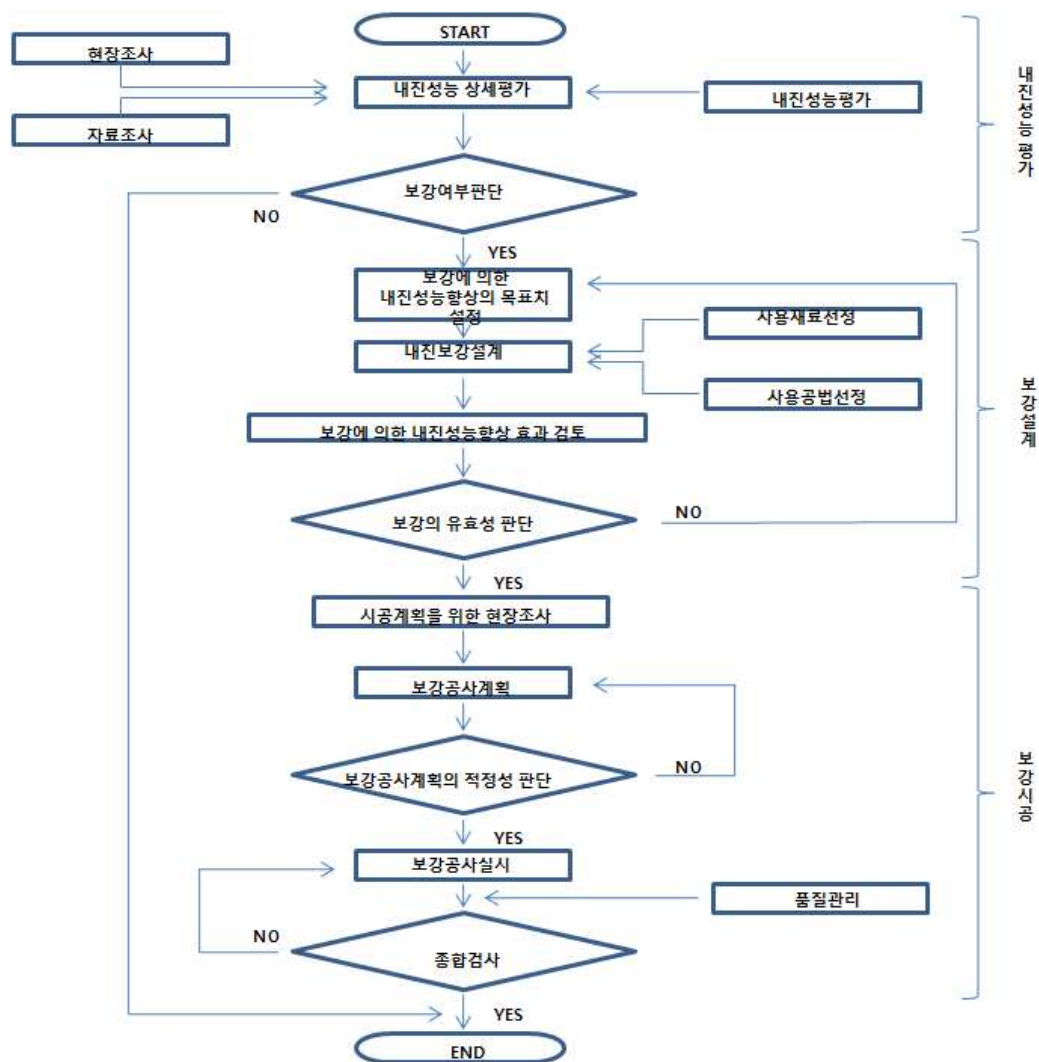 START
현장조사
내진성능 상세평가
내진성능평가
자료조사
보강여부판단
NO
YES
보강에 의한
내진성능향상의 목표치
설정
사용재료선정
내진보강설계
사용공법선정
보강에 의한 내진성능향상 효과 검토
보강의 유효성 판단
NO
YES
시공계획을 위한 현장조사
보강공사계획
보강공사계획의 적정성 판단
NO
YES
보강공사실시
품질관리
NO
종합검사
YES
END
내진성능 평가
보강설계
보강시공